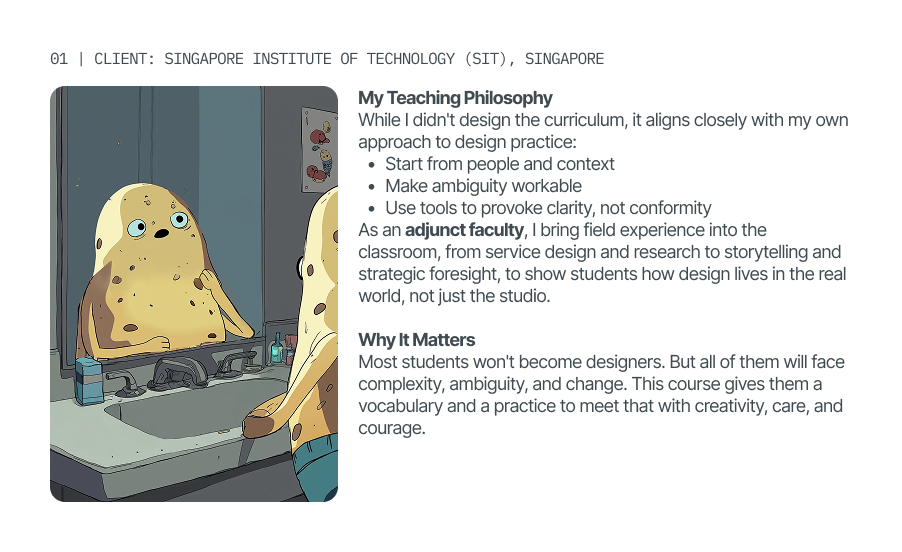 01 | CLIENT: SINGAPORE INSTITUTE OF TECHNOLOGY (SIT), SINGAPORE
My Teaching Philosophy
While I didn't design the curriculum, it aligns closely with my own
approach to design practice:
• Start from people and context
• Make ambiguity workable
• Use tools to provoke clarity, not conformity
As an adjunct faculty, I bring field experience into the
classroom, from service design and research to storytelling and
strategic foresight, to show students how design lives in the real
world, not just the studio.
Why It Matters
Most students won't become designers. But all of them will face
complexity, ambiguity, and change. This course gives them a
vocabulary and a practice to meet that with creativity, care, and
courage.